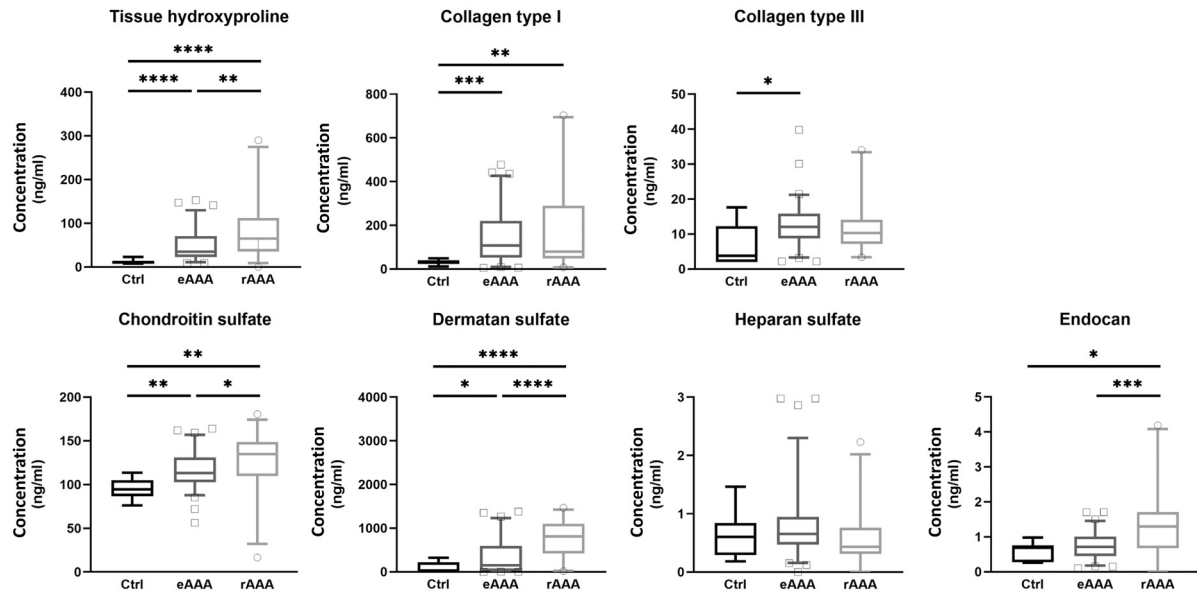 Tissue hydroxyproline
****
**** **
400
300
200
100
0
Concentration
(ng/ml)
Ctrl eAAA rAAA
Collagen type I
**
***
800
600
400
200
0
Concentration
(ng/ml)
Ctrl eAAA rAAA
Collagen type III
*
50
40
30
20
10
0
Concentration
(ng/ml)
Ctrl eAAA rAAA
Chondroitin sulfate
**
** *
200
150
100
50
0
Concentration
(ng/ml)
Ctrl eAAA rAAA
Dermatan sulfate
****
* ****
4000
3000
2000
1000
0
Concentration
(ng/ml)
Ctrl eAAA rAAA
Heparan sulfate
3
2
1
0
Concentration
(ng/ml)
Ctrl eAAA rAAA
Endocan
*
***
5
4
3
2
1
0
Concentration
(ng/ml)
Ctrl eAAA rAAA